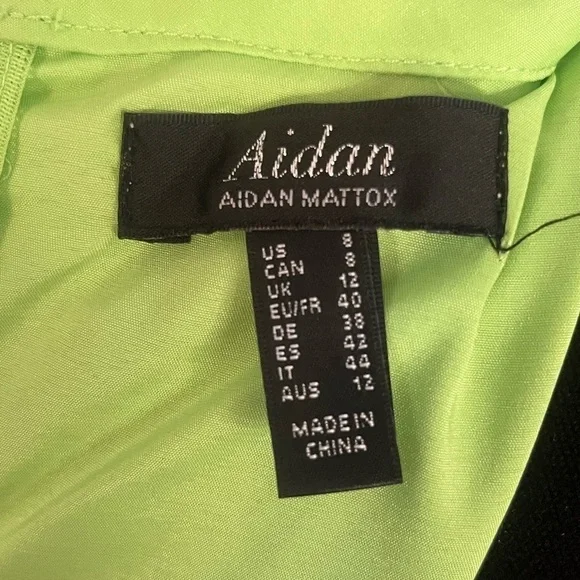 Aidan
AIDAN MATTOX
US 8
CAN 8
UK 12
EU/FR 40
DE 38
ES 42
IT 44
AUS 12
MADE IN
CHINA